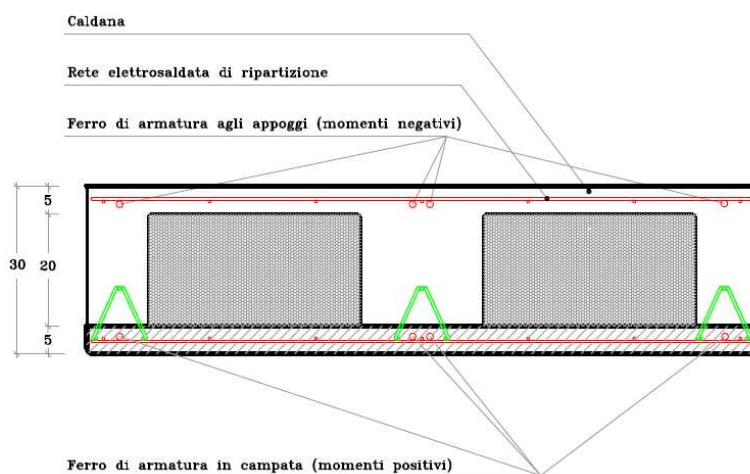 Caldana
Rete elettrosaldata di ripartizione
Ferro di armatura agli appoggi (momenti negativi)
5
30
20
5
Ferro di armatura in campata (momenti positivi)